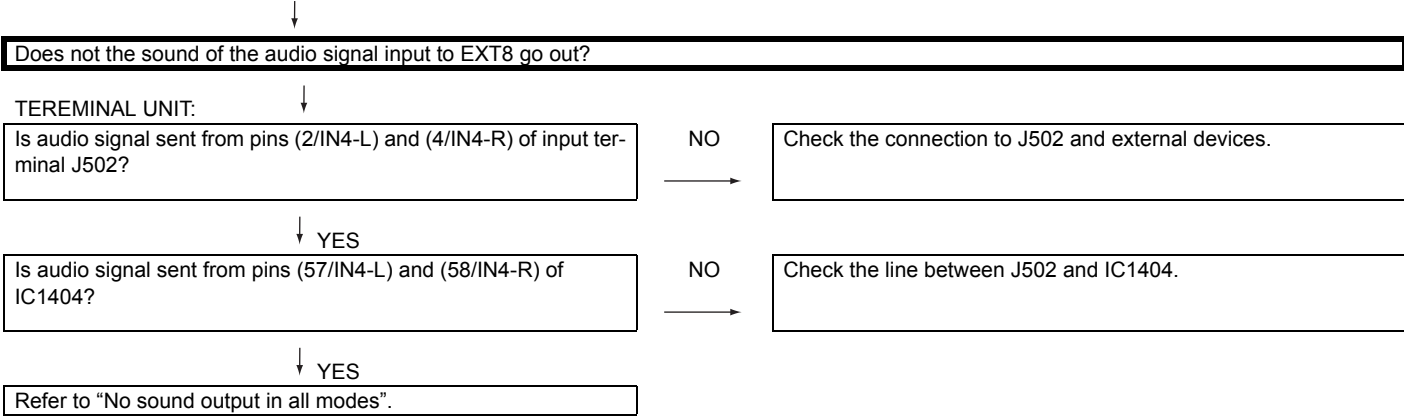 Does not the sound of the audio signal input to EXT8 go out?
TEREMINAL UNIT:
Is audio signal sent from pins (2/IN4-L) and (4/IN4-R) of input ter-
minal J502?
NO
Check the connection to J502 and external devices.
YES
Is audio signal sent from pins (57/IN4-L) and (58/IN4-R) of
IC1404?
NO
Check the line between J502 and IC1404.
YES
Refer to “No sound output in all modes”.